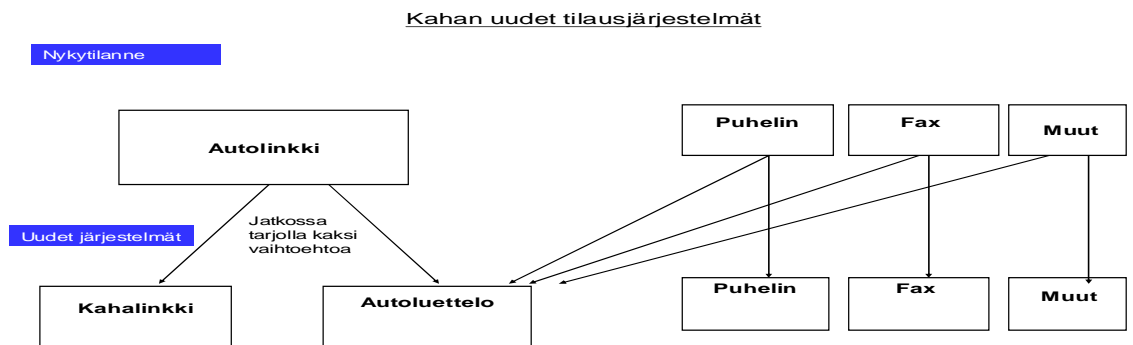 Kahan uudet tilausjärjestelmät
Nykytilanne
Autolinkki
Puhelin
Fax
Muut
Uudet järjestelmät
Jatkossa
tarjolla kaksi
vaihtoehtoa
Kahalinkki
Autoluettelo
Puhelin
Fax
Muut